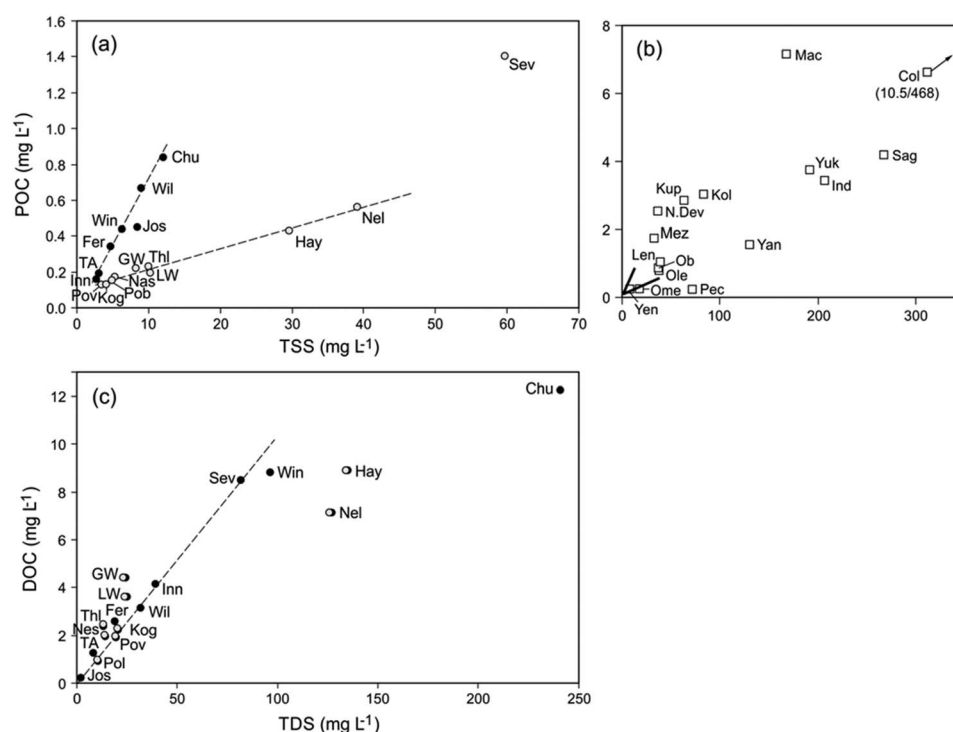 (a)
1.6
1.4
1.2
1.0
0.8
0.6
0.4
0.2
0.0
POC (mg L-1)
Sev
Chu
Wil
Win
Jos
Fer
Nel
Hay
TA
GW
Thl
LW
Inn
Nas
Pov
Kog
Pob
0 10 20 30 40 50 60 70
TSS (mg L-1)
(b)
8
6
4
2
0
Mac
Col
(10.5/468)
Sag
Yuk
Ind
Kup
Kol
N.Dev
Mez
Yan
Len
Ob
Ole
Ome
Pec
Yen
0 100 200 300
(c)
12
10
8
6
4
2
0
DOC (mg L-1)
Chu
Sev
Win
Hay
Nel
GW
LW
Inn
Thl
Fer
Wil
Nes
Kog
TA
Pov
Pol
Jos
0 50 100 150 200 250
TDS (mg L-1)